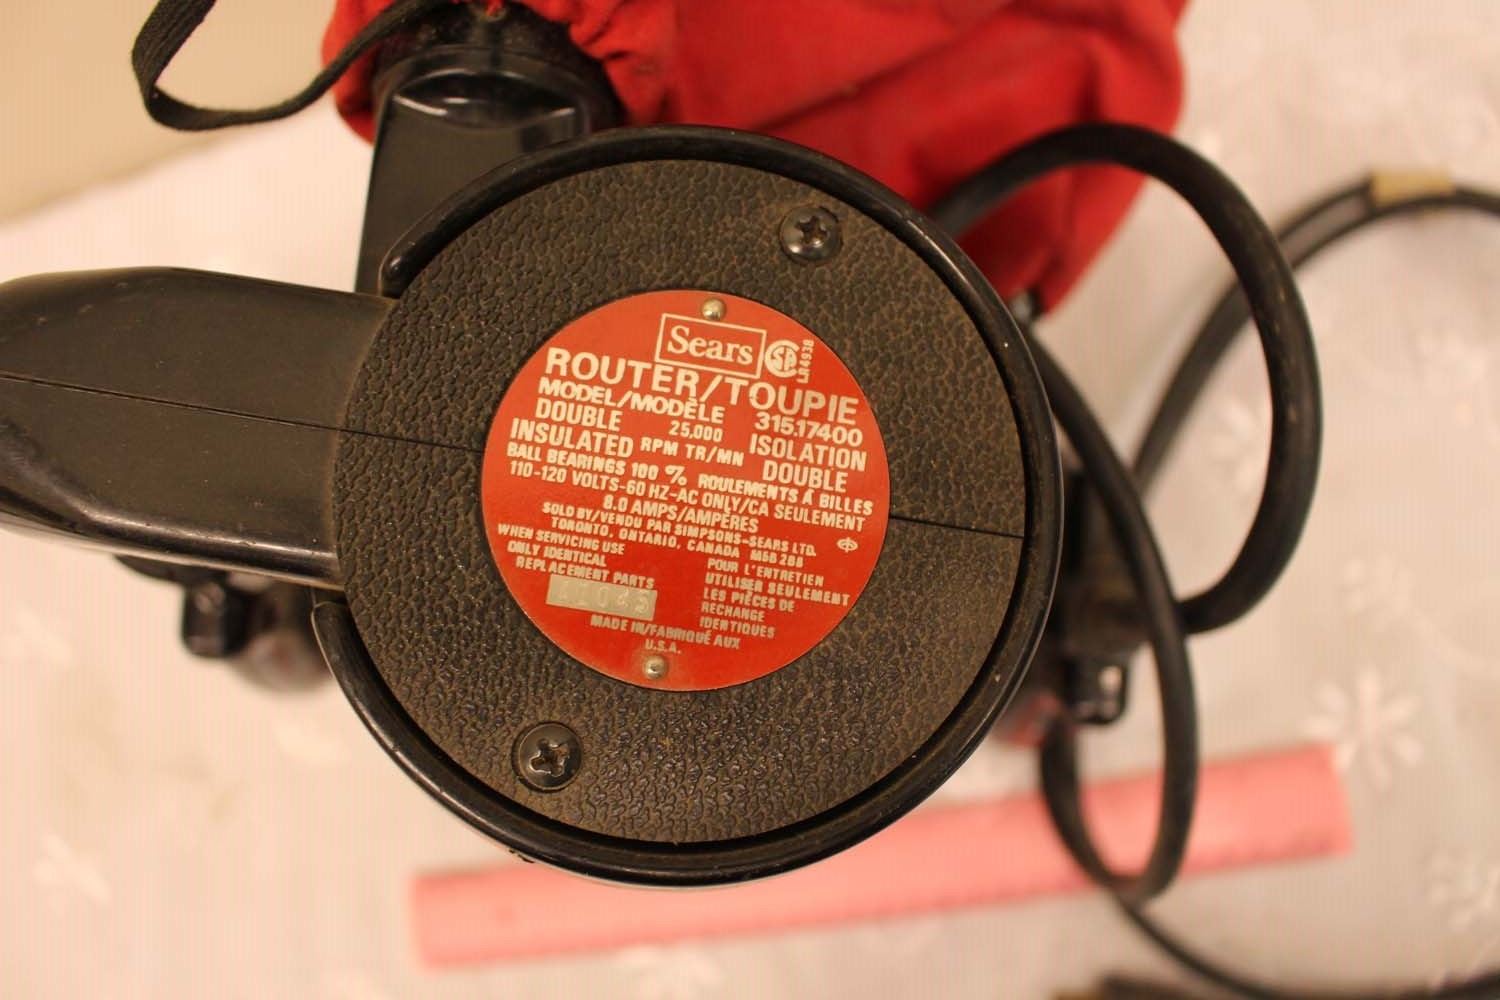 Sears
LR4938
ROUTER/TOUPIE
MODEL/MODÈLE 315.17400
DOUBLE 25,000 ISOLATION
INSULATED RPM TR/MN DOUBLE
BALL BEARINGS 100 % ROULEMENTS À BILLES
110-120 VOLTS-60 HZ-AC ONLY/CA SEULEMENT
8.0 AMPS/AMPÈRES
SOLD BY/VENDU PAR SIMPSONS-SEARS LTD.
TORONTO, ONTARIO, CANADA M5B 2B8
WHEN SERVICING USE
ONLY IDENTICAL
REPLACEMENT PARTS
POUR L'ENTRETIEN
UTILISER SEULEMENT
LES PIÈCES DE
RECHANGE
IDENTIQUES
MADE IN/FABRIQUÉ AUX
U.S.A.